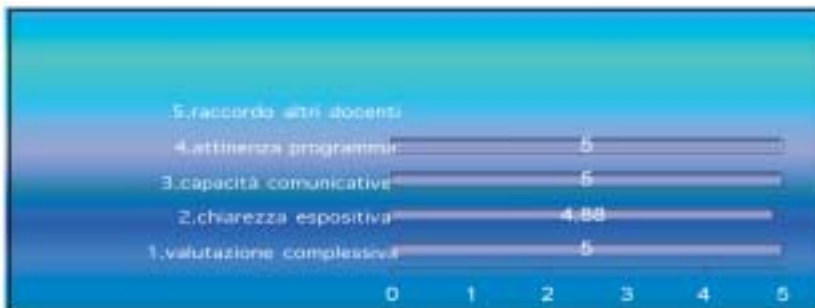 5.raccordo altri docenti
4.attinenza programma 5
3.capacità comunicative 5
2.chiarezza espositiva 4,88
1.valutazione complessiva 5
0 1 2 3 4 5